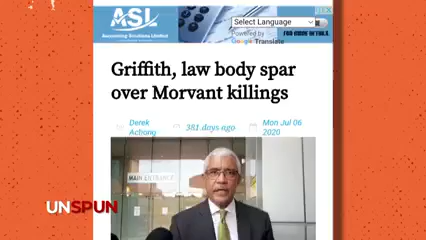 ASL
Accounting Solutions Limited
Select Language
Powered by
Google Translate
FOR MORE DETAILS
Griffith, law body spar
over Morvant killings
Derek
Achong
381 days ago
Mon Jul 06
2020
MAIN ENTRANCE
UNSPUN